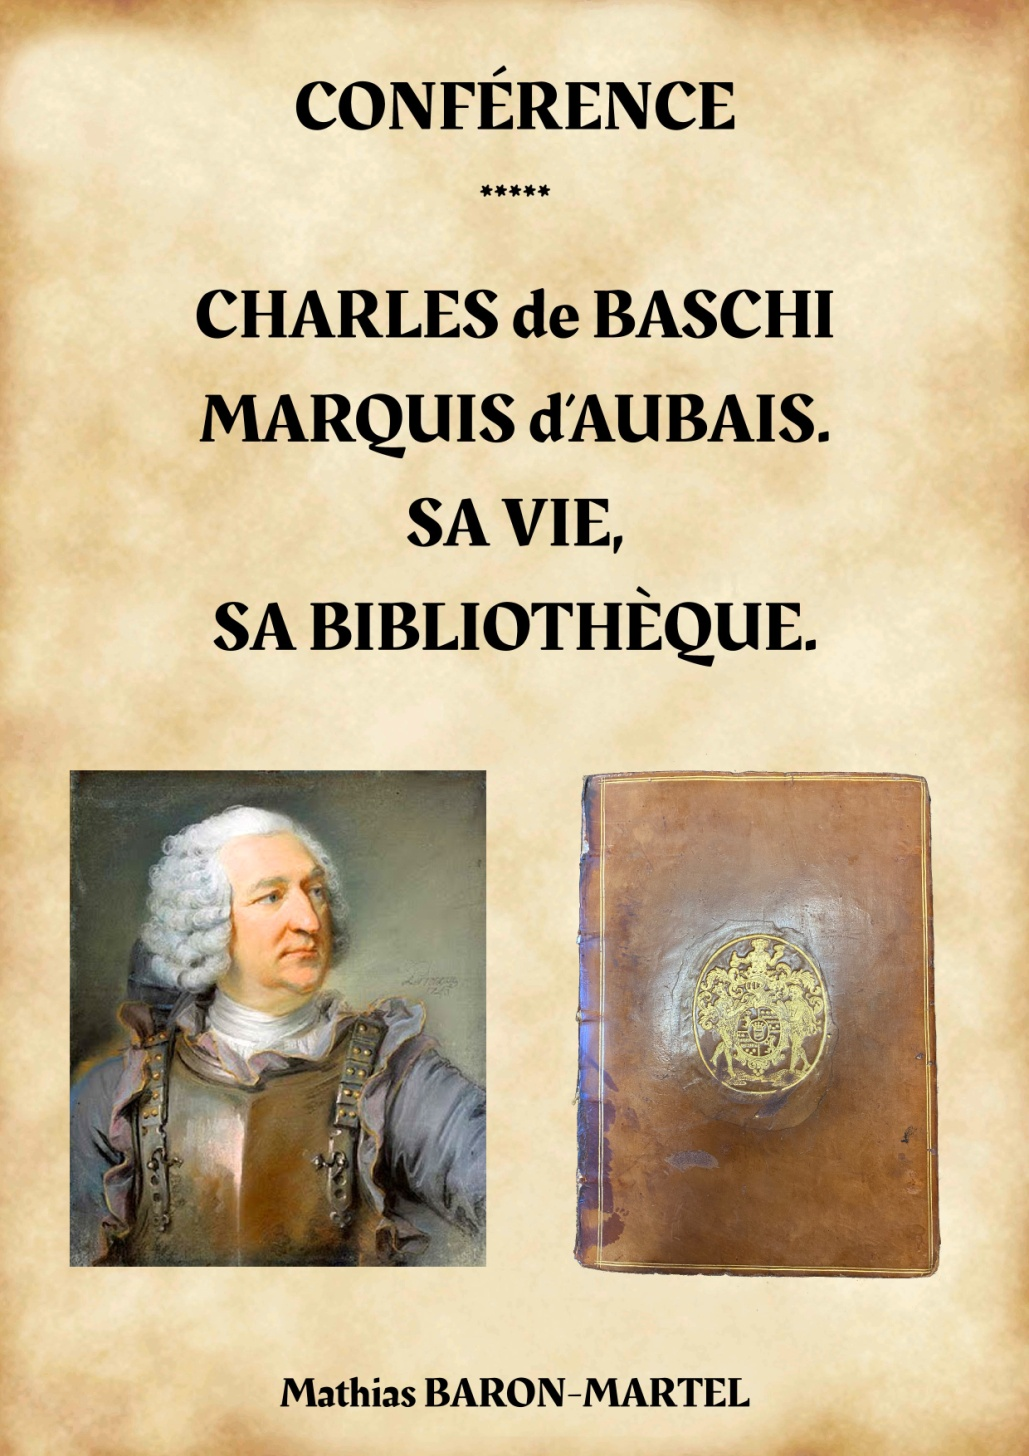 CONFÉRENCE
*****
CHARLES de BASCHI
MARQUIS d'AUBAIS.
SA VIE,
SA BIBLIOTHÈQUE.
Mathias BARON-MARTEL